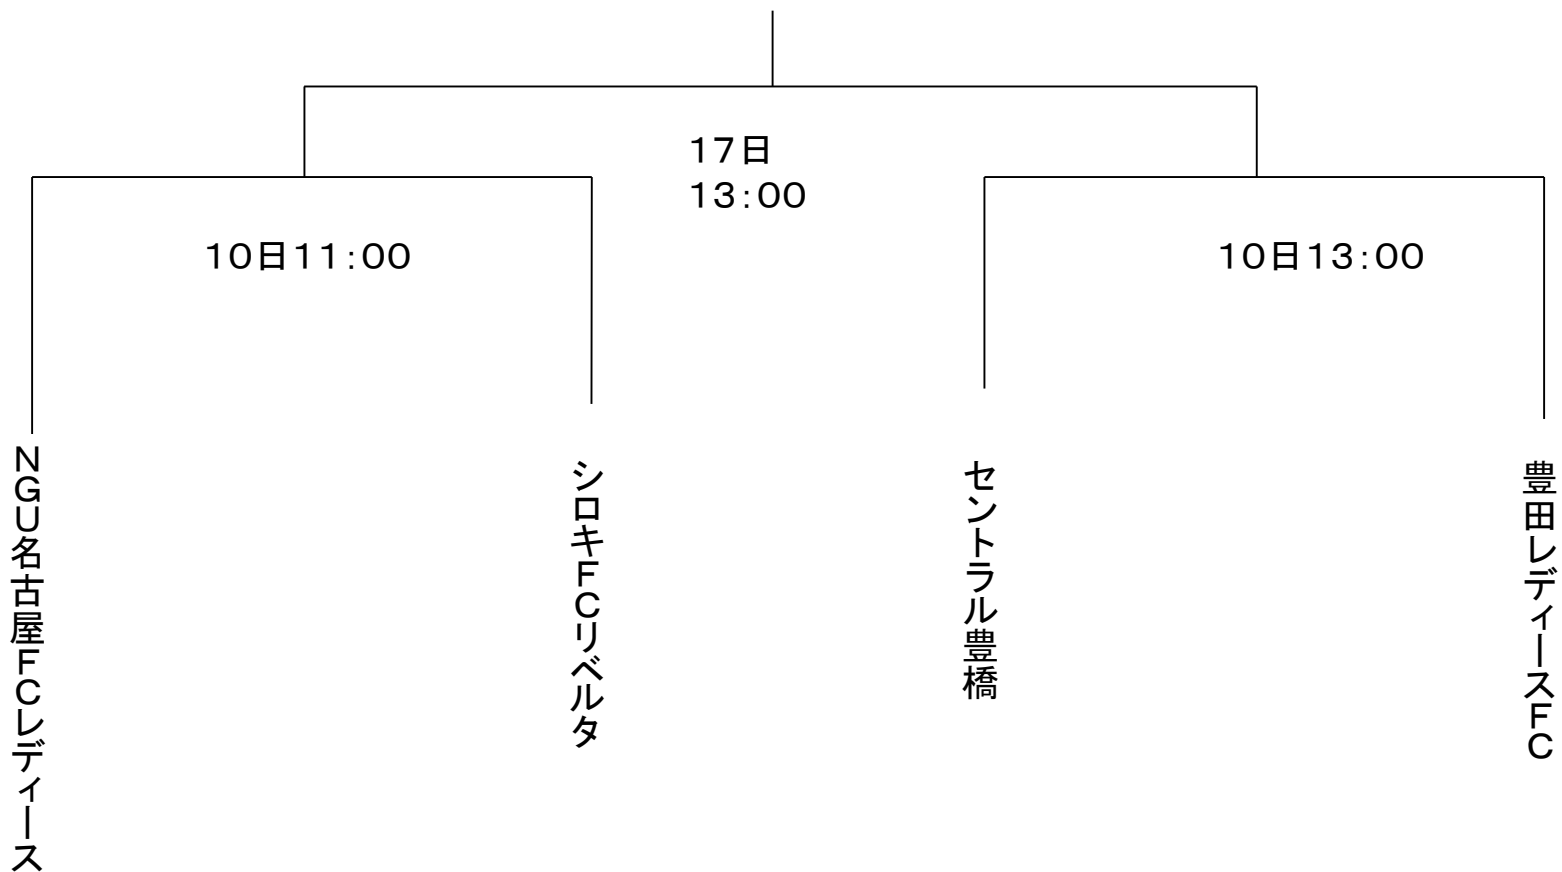 １７日
１３：００
１０日１１：００
１０日１３：００
ＮＧＵ名古屋ＦＣレディース
シロキＦＣリベルタ
セントラル豊橋
豊田レディースＦＣ